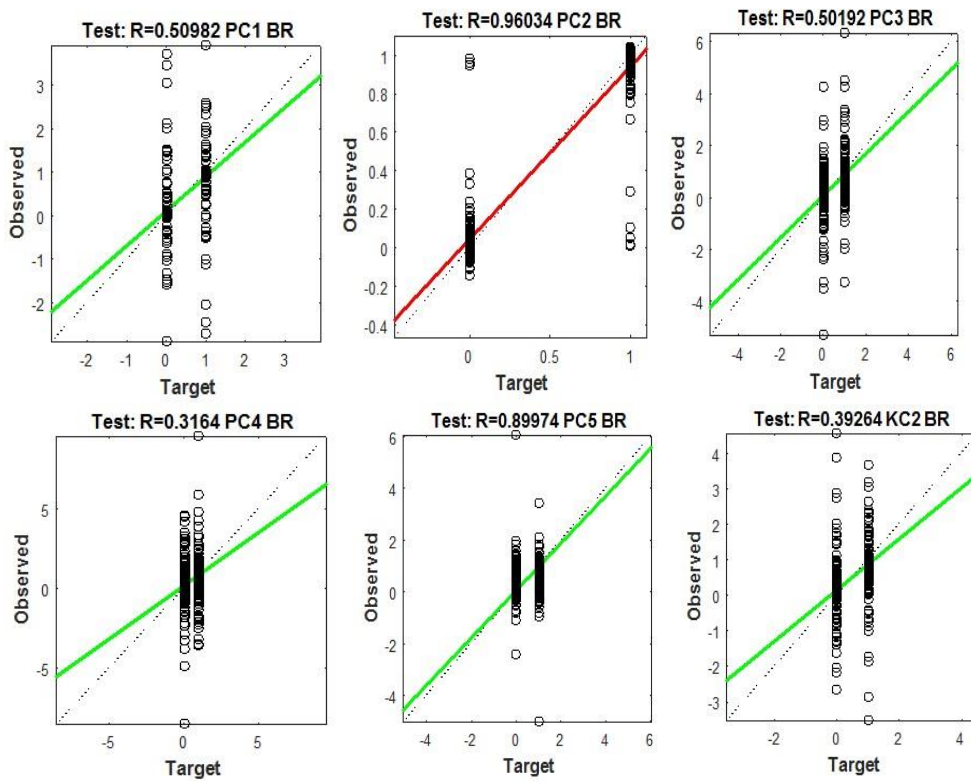 Test: R=0.50982 PC1 BR
3
2
1
0
-1
-2
Observed
-2 -1 0 1 2 3
Target
Test: R=0.96034 PC2 BR
1
0.8
0.6
0.4
0.2
0
-0.2
-0.4
Observed
0 0.5 1
Target
Test: R=0.50192 PC3 BR
6
4
2
0
-2
-4
Observed
-4 -2 0 2 4 6
Target
Test: R=0.3164 PC4 BR
5
0
-5
Observed
-5 0 5
Target
Test: R=0.89974 PC5 BR
6
4
2
0
-2
-4
Observed
-4 -2 0 2 4 6
Target
Test: R=0.39264 KC2 BR
4
3
2
1
0
-1
-2
-3
Observed
-2 0 2 4
Target